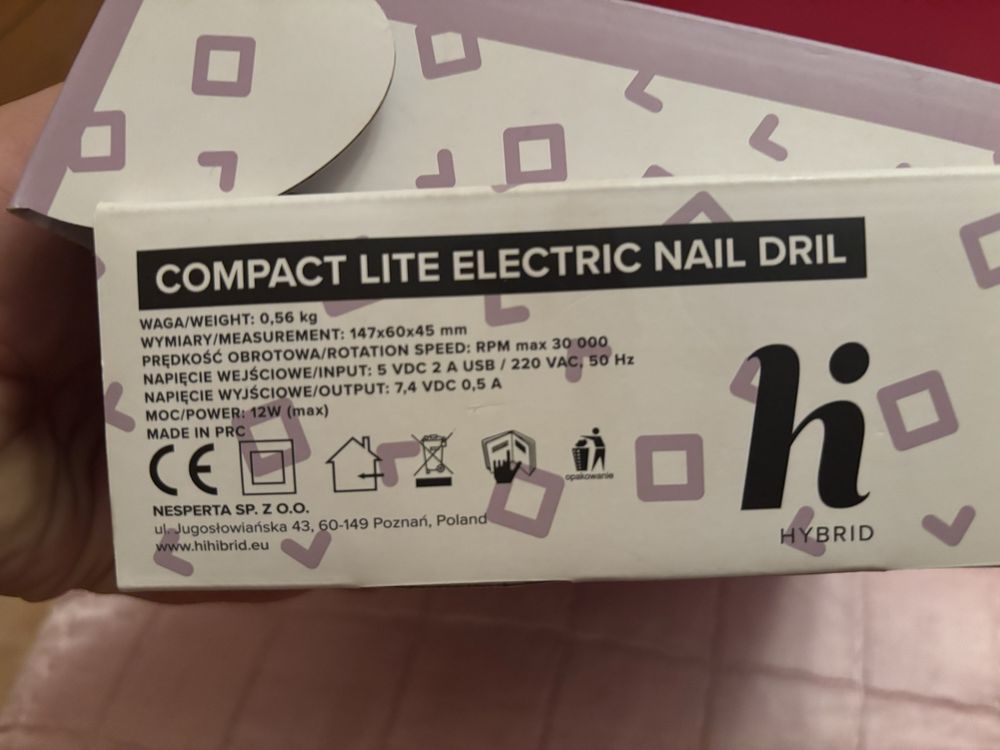 COMPACT LITE ELECTRIC NAIL DRIL
WAGA/WEIGHT: 0,56 kg
WYMIARY/MEASUREMENT: 147x60x45 mm
PRĘDKOŚĆ OBROTOWA/ROTATION SPEED: RPM max 30 000
NAPIĘCIE WEJŚCIOWE/INPUT: 5 VDC 2 A USB / 220 VAC, 50 Hz
NAPIĘCIE WYJŚCIOWE/OUTPUT: 7,4 VDC 0,5 A
MOC/POWER: 12W (max)
MADE IN PRC
CE
opakowanie
NESPERTA SP. Z O.O.
ul. Jugosłowiańska 43, 60-149 Poznań, Poland
www.hihibrid.eu
hi
HYBRID